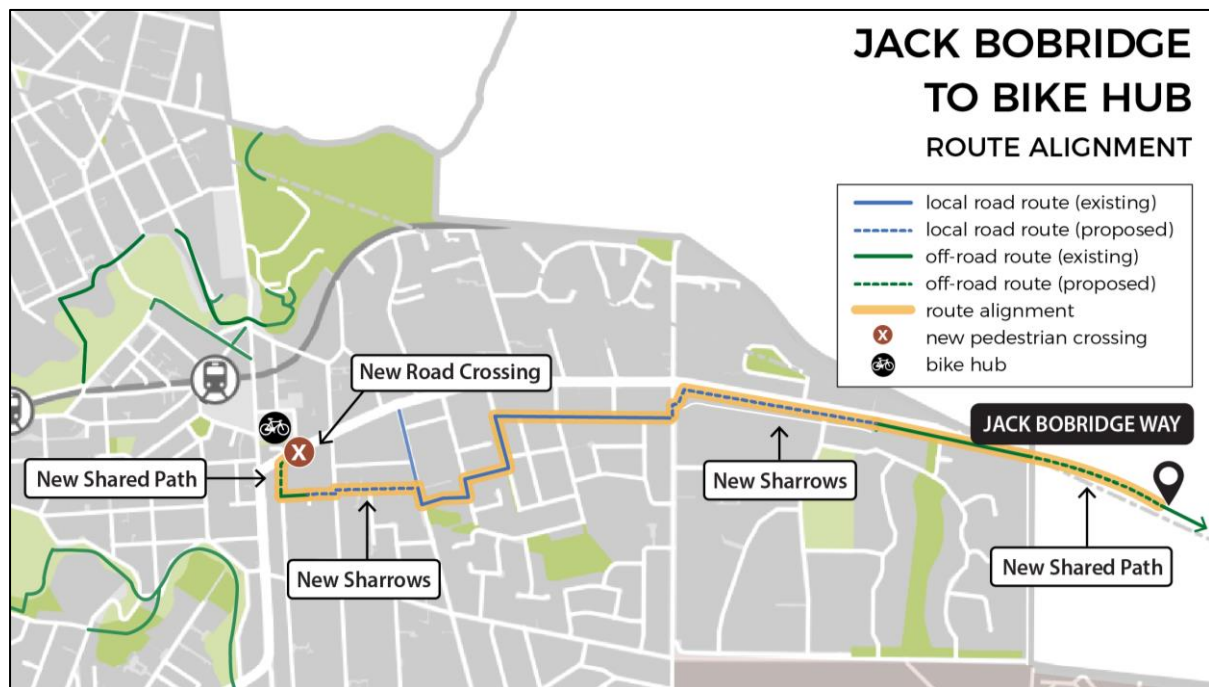 JACK BOBRIDGE
TO BIKE HUB
ROUTE ALIGNMENT
local road route (existing)
local road route (proposed)
off-road route (existing)
off-road route (proposed)
route alignment
X
new pedestrian crossing
bike hub
New Road Crossing
X
JACK BOBRIDGE WAY
New Shared Path
New Sharrows
New Sharrows
New Shared Path